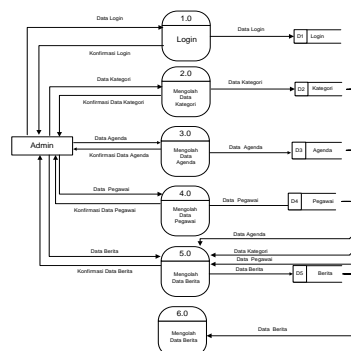 1.0
Data Login
Data Login
D1 Login
Login
Konfirmasi Login
2.0
Data Kategori
Data Kategori
Mengolah
Data
Kategori
D2 Kategori
Konfirmasi Data Kategori
3.0
Admin
Data Agenda
Data Agenda
Mengolah
Data
Agenda
D3 Agenda
Konfirmasi Data Agenda
4.0
Data Pegawai
Data Pegawai
Mengolah
Data
Pegawai
D4 Pegawai
Konfirmasi Data Pegawai
Data Agenda
5.0
Data Berita
Data Kategori
Data Pegawai
Mengolah
Data Berita
Data Berita
D5 Berita
Konfirmasi Data Berita
6.0
Mengolah
Data Berita
Data Berita